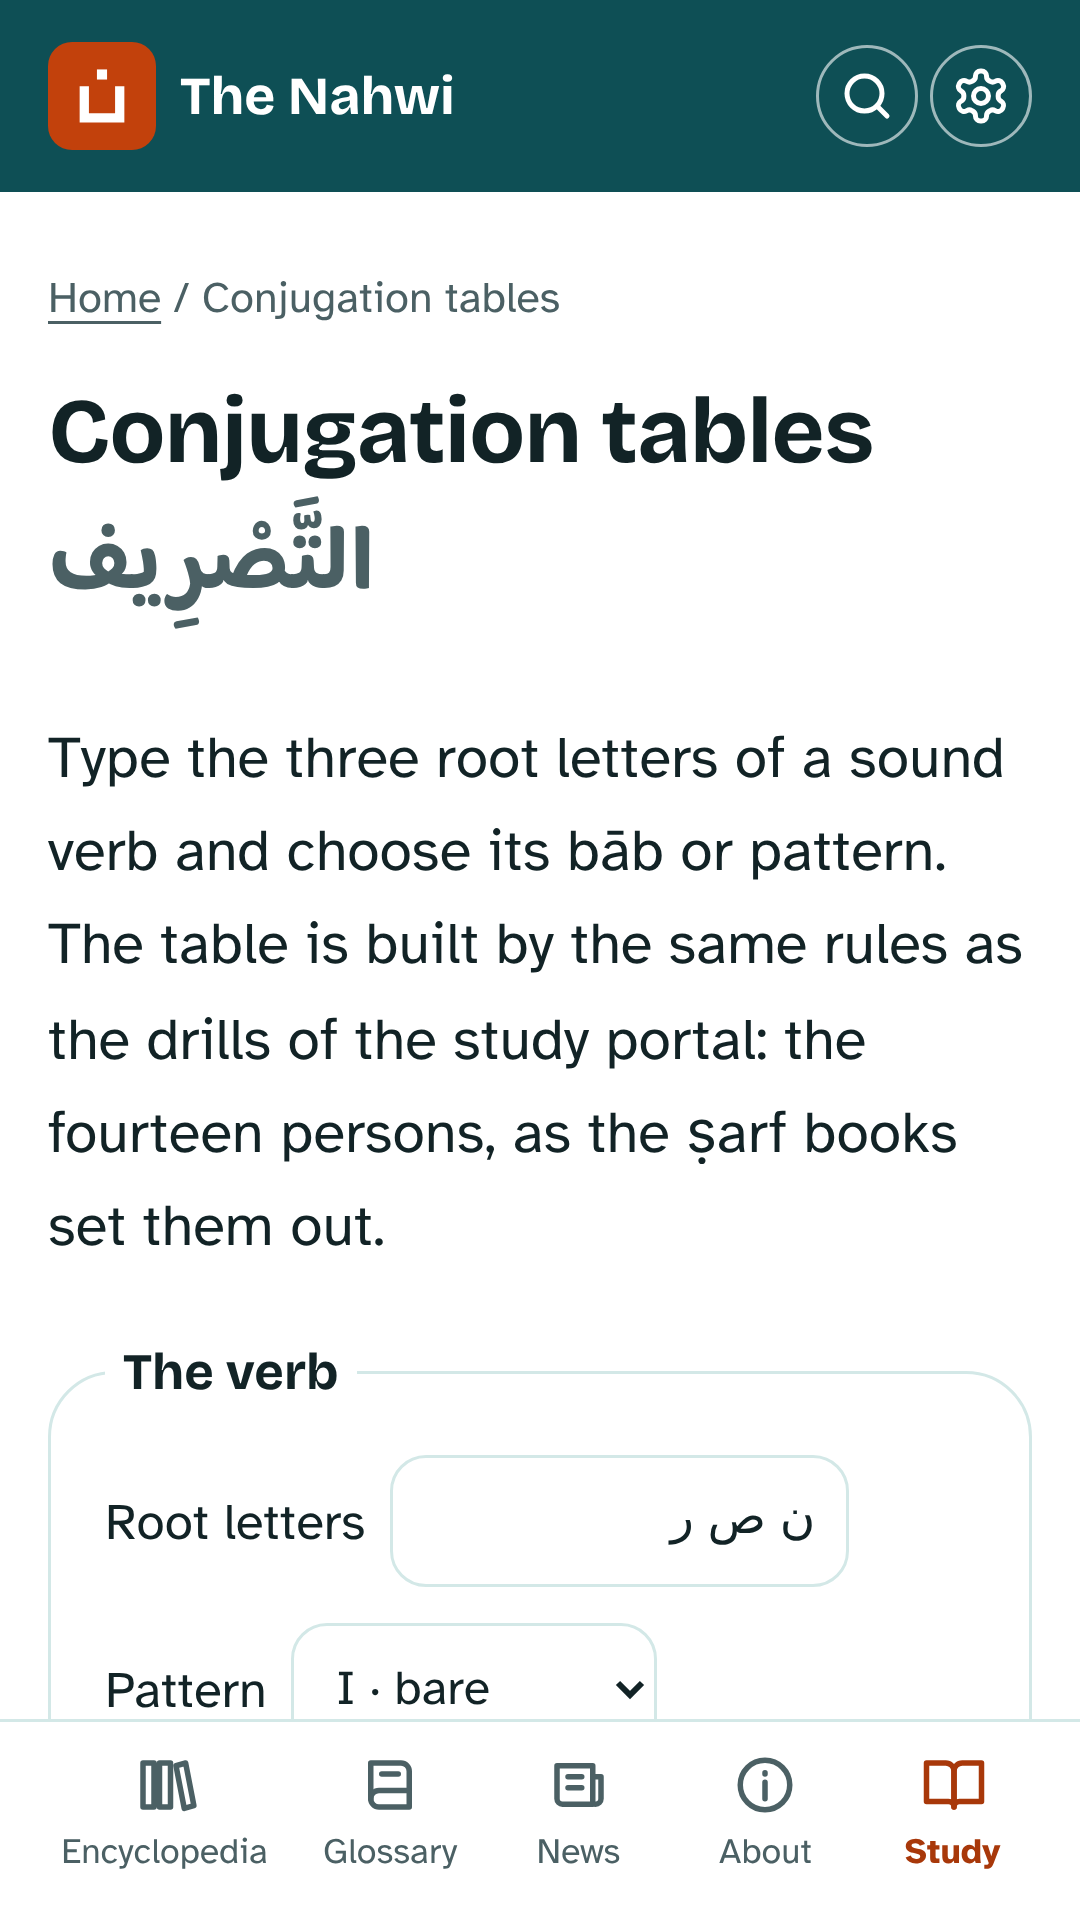 The Nahwi
Home / Conjugation tables
Conjugation tables
التَّصْرِيف
Type the three root letters of a sound
verb and choose its bāb or pattern.
The table is built by the same rules as
the drills of the study portal: the
fourteen persons, as the ṣarf books
set them out.
The verb
Root letters ن ص ر
Pattern I · bare
Encyclopedia Glossary News About Study